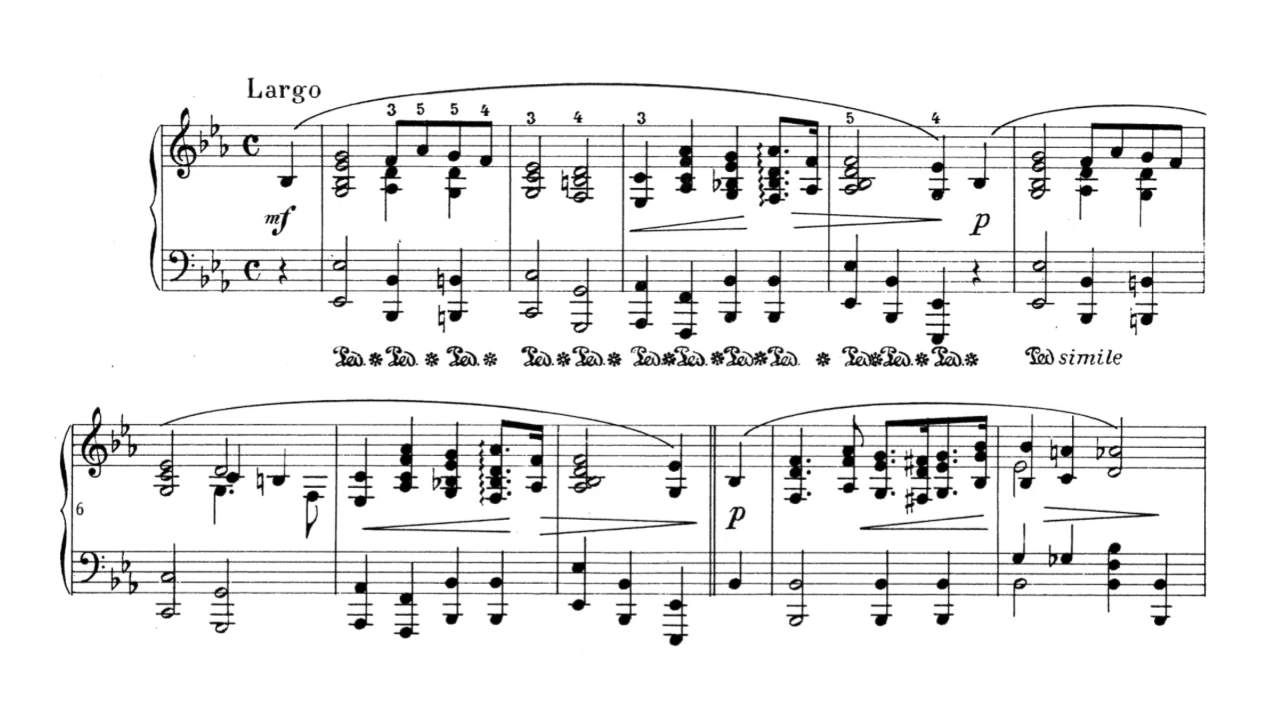 Largo
3 5 5 4 3 4 3 5 4
mf p
Ped. * Ped. * Ped. * Ped. * Ped. * Ped. * Ped. * Ped. * Ped. * Ped. * Ped. * Ped. * Ped simile
6
p